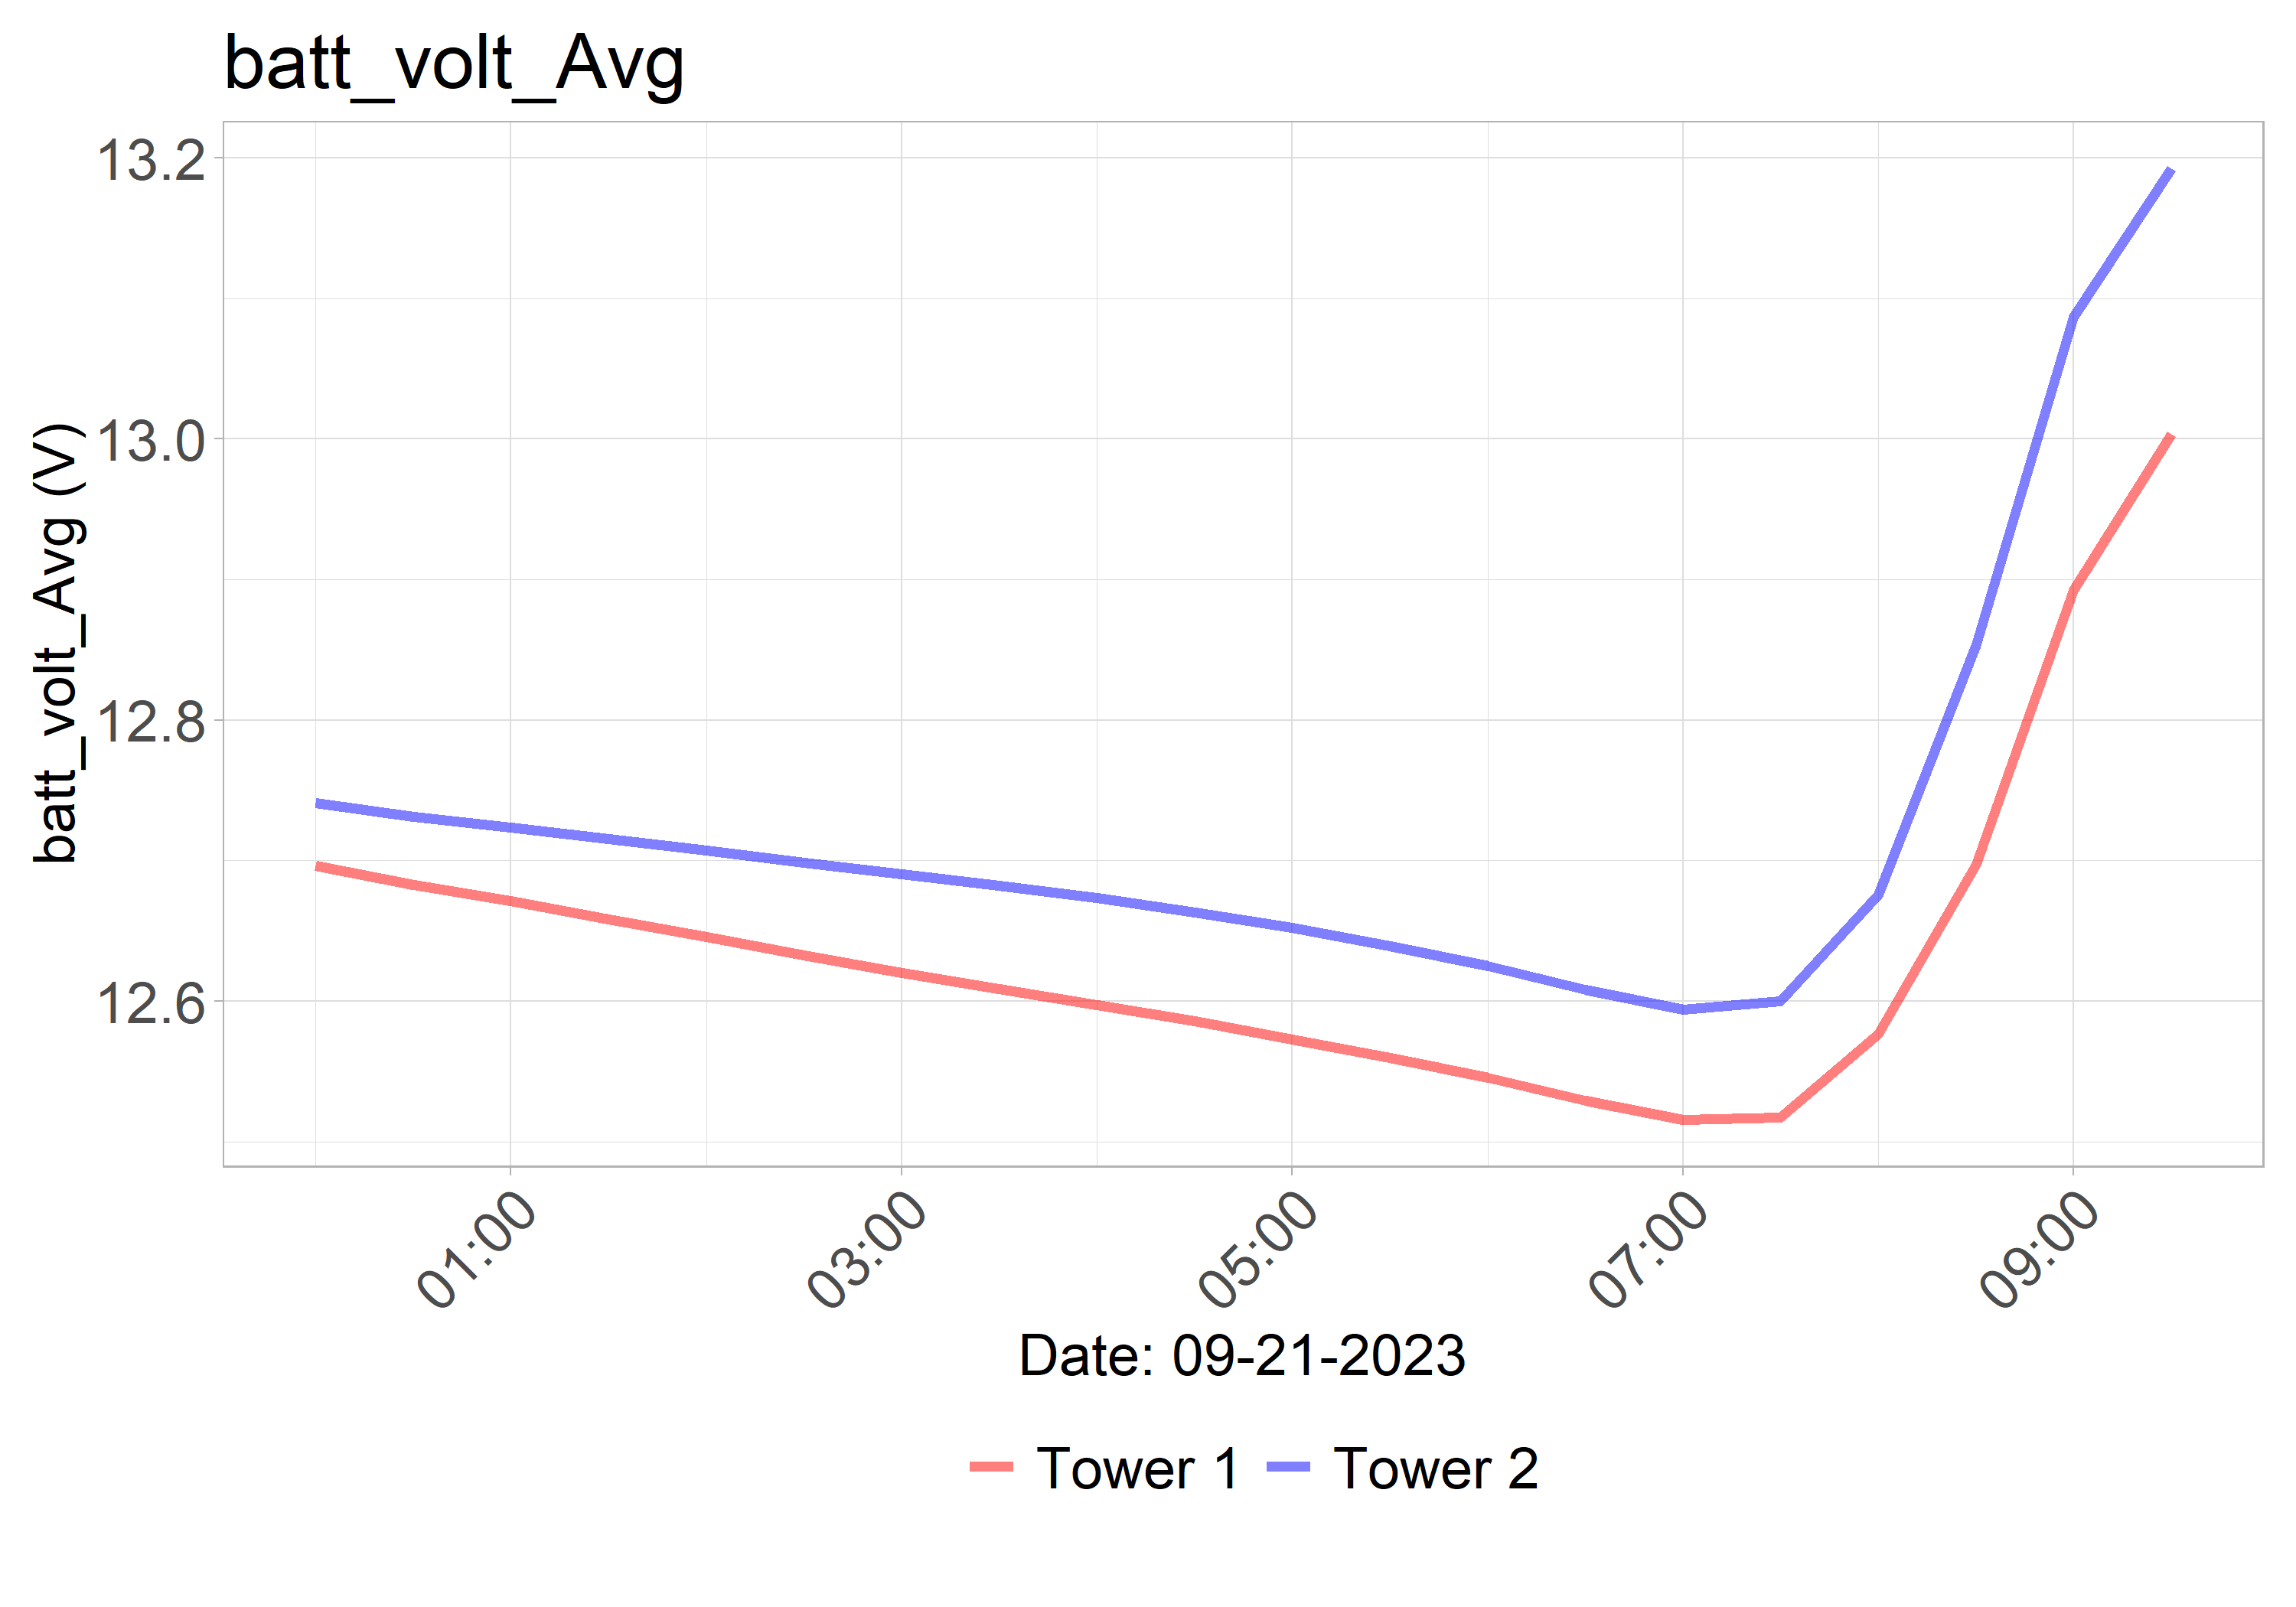 batt_volt_Avg
batt_volt_Avg (V)
13.2
13.0
12.8
12.6
01:00
03:00
05:00
07:00
09:00
Date: 09-21-2023
Tower 1
Tower 2